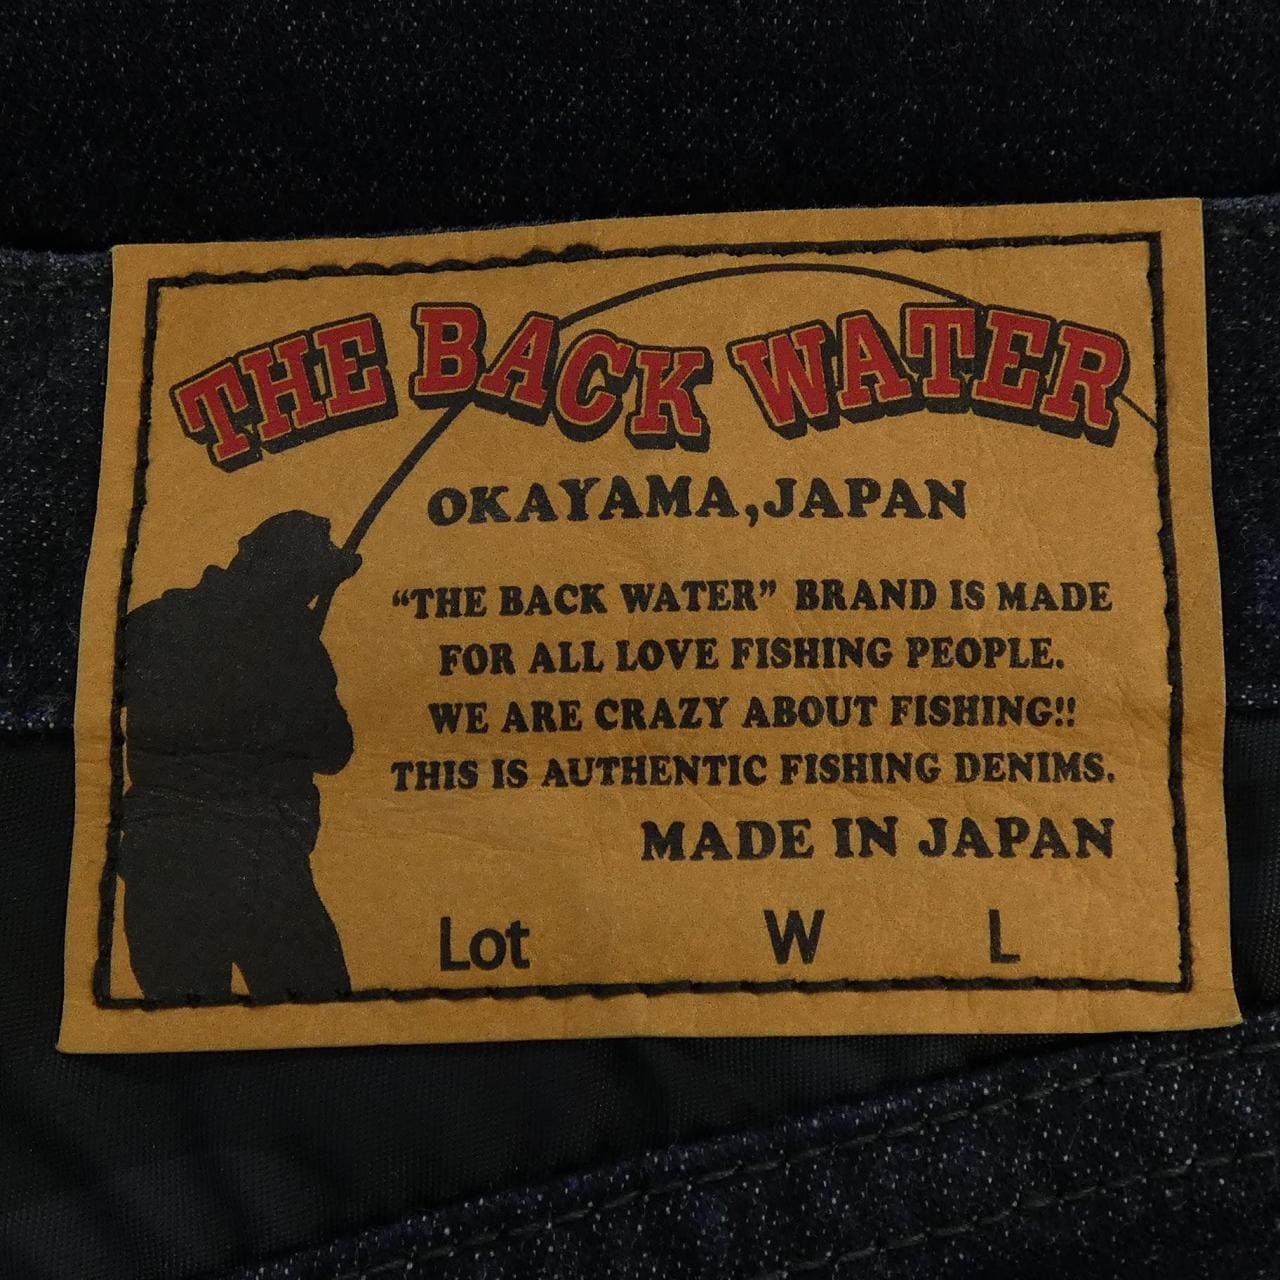 THE BACK WATER
OKAYAMA, JAPAN
“THE BACK WATER” BRAND IS MADE
FOR ALL LOVE FISHING PEOPLE.
WE ARE CRAZY ABOUT FISHING!!
THIS IS AUTHENTIC FISHING DENIMS.
MADE IN JAPAN
Lot W L